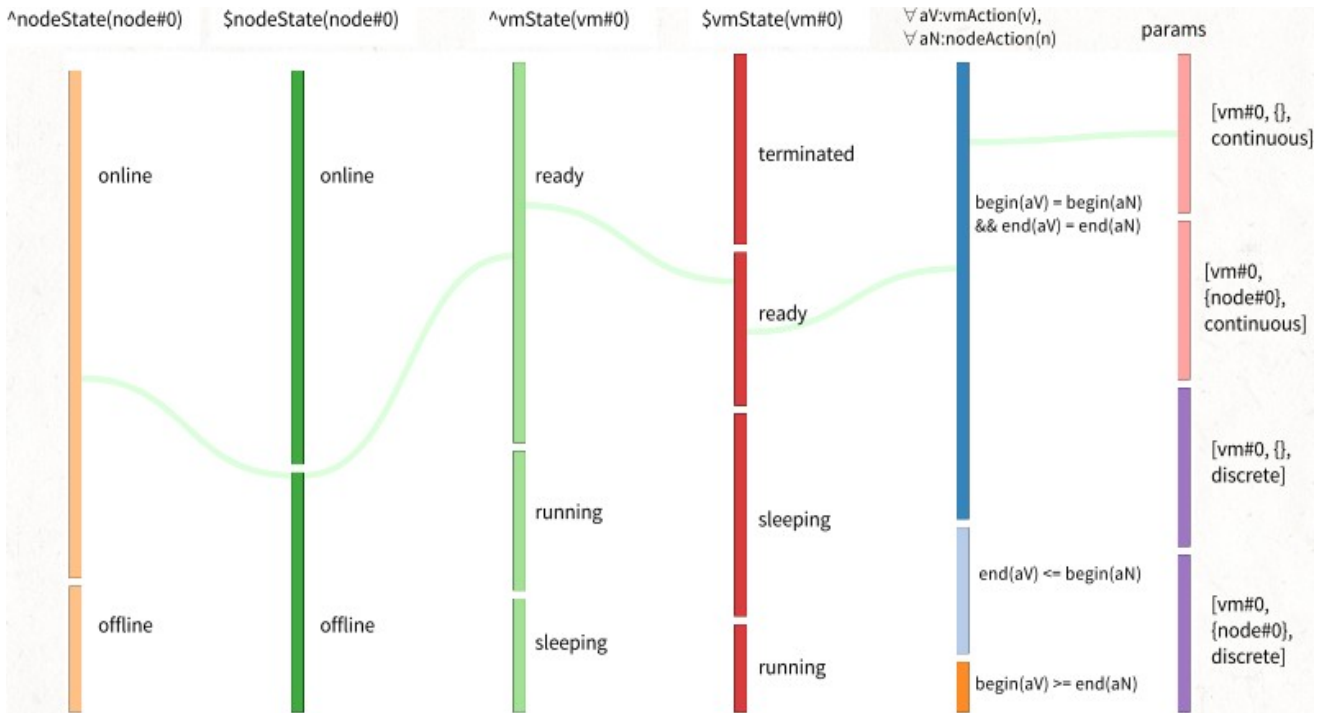 ^nodeState(node#0)
$nodeState(node#0)
^vmState(vm#0)
$vmState(vm#0)
∀ aV:vmAction(v),
∀ aN:nodeAction(n)
params
online
offline
online
offline
ready
running
sleeping
terminated
ready
sleeping
running
begin(aV) = begin(aN)
&& end(aV) = end(aN)
end(aV) <= begin(aN)
begin(aV) >= end(aN)
[vm#0, {},
continuous]
[vm#0,
{node#0},
continuous]
[vm#0, {},
discrete]
[vm#0,
{node#0},
discrete]